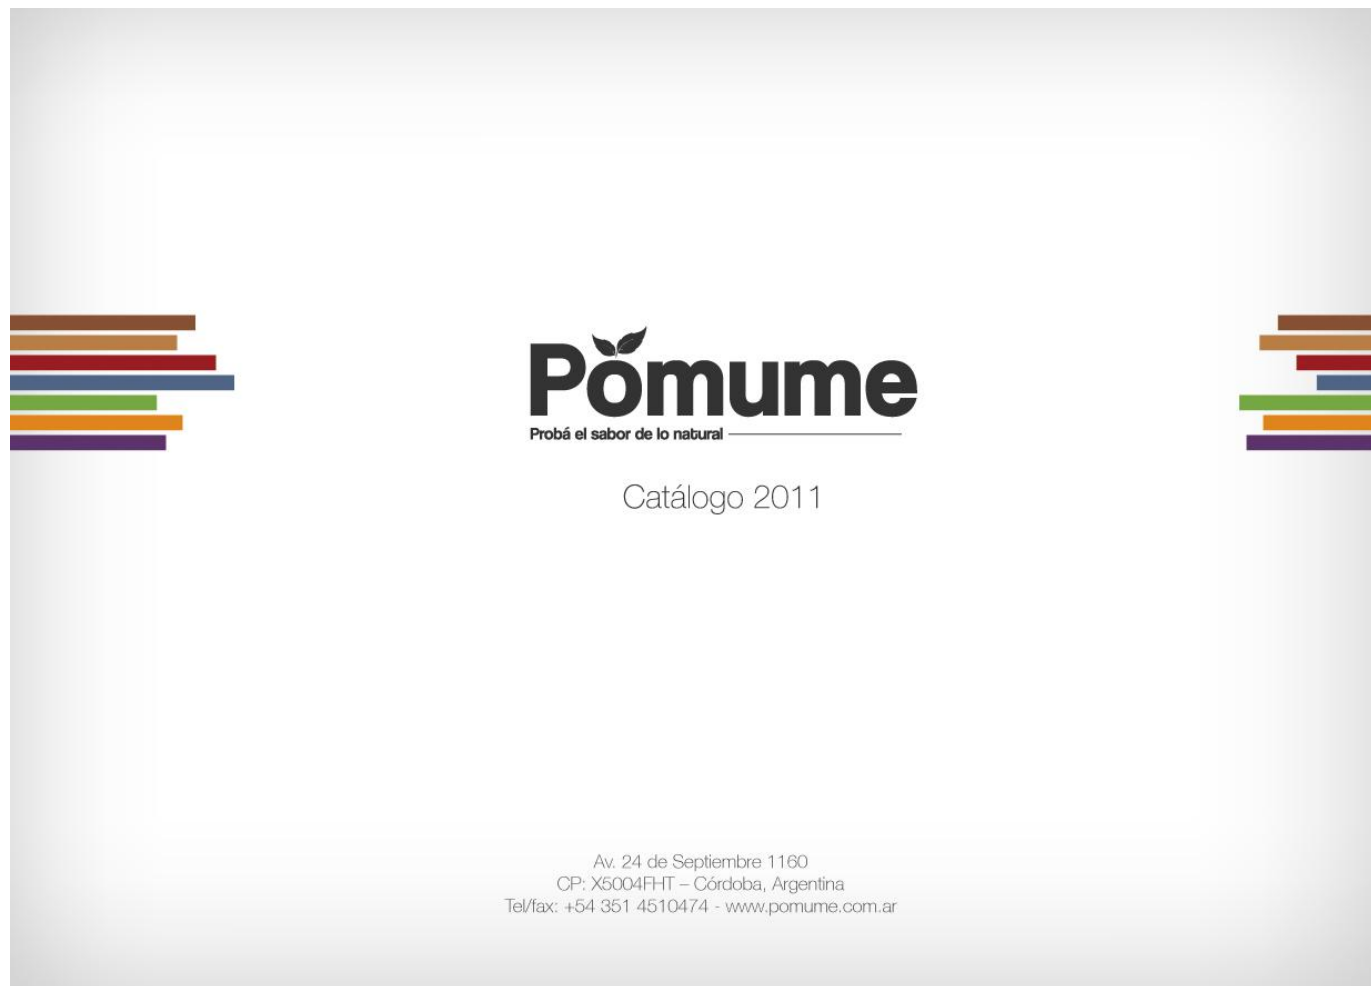 Pomume
Probá el sabor de lo natural
Catálogo 2011
Av. 24 de Septiembre 1160
CP: X5004FHT – Córdoba, Argentina
Tel/fax: +54 351 4510474 - www.pomume.com.ar